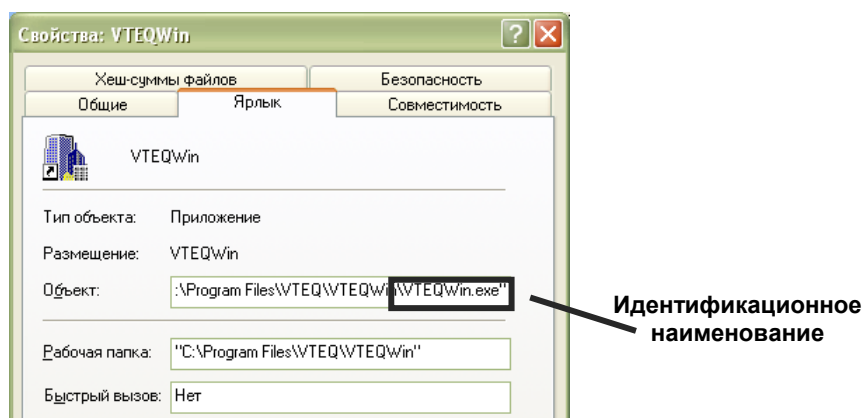 Свойства: VTEQWin
Хеш-суммы файлов
Безопасность
Общие
Ярлык
Совместимость
VTEQWin
Тип объекта: Приложение
Размещение: VTEQWin
Объект: :\Program Files\VTEQ\VTEQWin\VTEQWin.exe"
Идентификационное
наименование
Рабочая папка: "C:\Program Files\VTEQ\VTEQWin"
Быстрый вызов: Нет